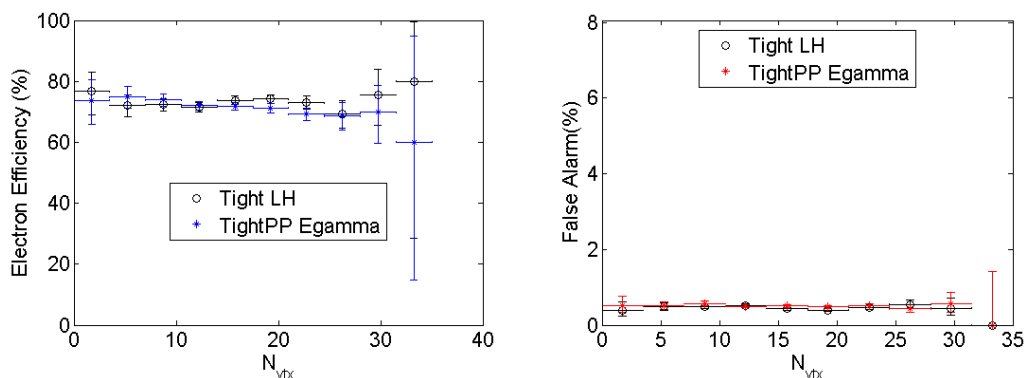 Electron Efficiency (%)
100
80
60
40
20
0
Tight LH
TightPP Egamma
0 10 20 30 40
N_vtx
False Alarm(%)
8
6
4
2
0
Tight LH
TightPP Egamma
0 5 10 15 20 25 30 35
N_vtx